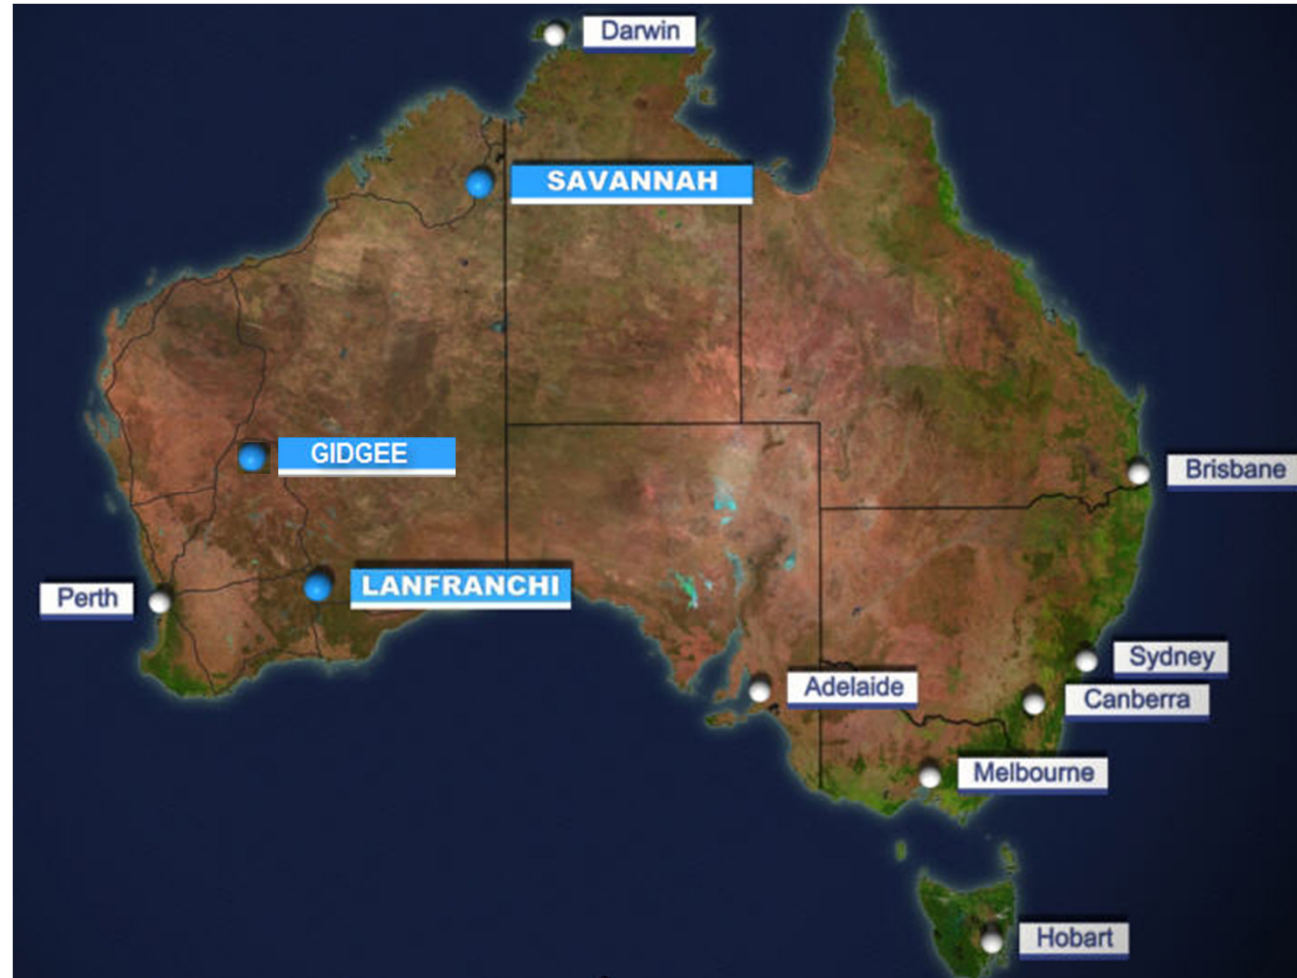 Darwin
SAVANNAH
GIDGEE
Brisbane
LANFRANCHI
Perth
Sydney
Adelaide
Canberra
Melbourne
Hobart